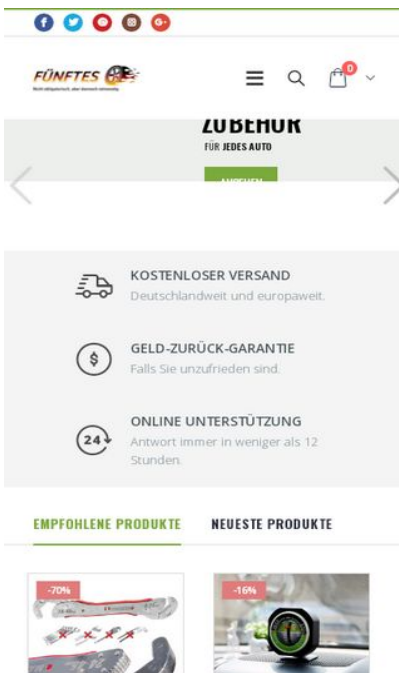 FÜNFTES
0
ZUBEHÖR
FÜR JEDES AUTO
ANSEHEN
KOSTENLOSER VERSAND
Deutschlandweit und europaweit.
$
GELD-ZURÜCK-GARANTIE
Falls Sie unzufrieden sind.
24
ONLINE UNTERSTÜTZUNG
Antwort immer in weniger als 12
Stunden.
EMPFOHLENE PRODUKTE NEUESTE PRODUKTE
-70% -16%